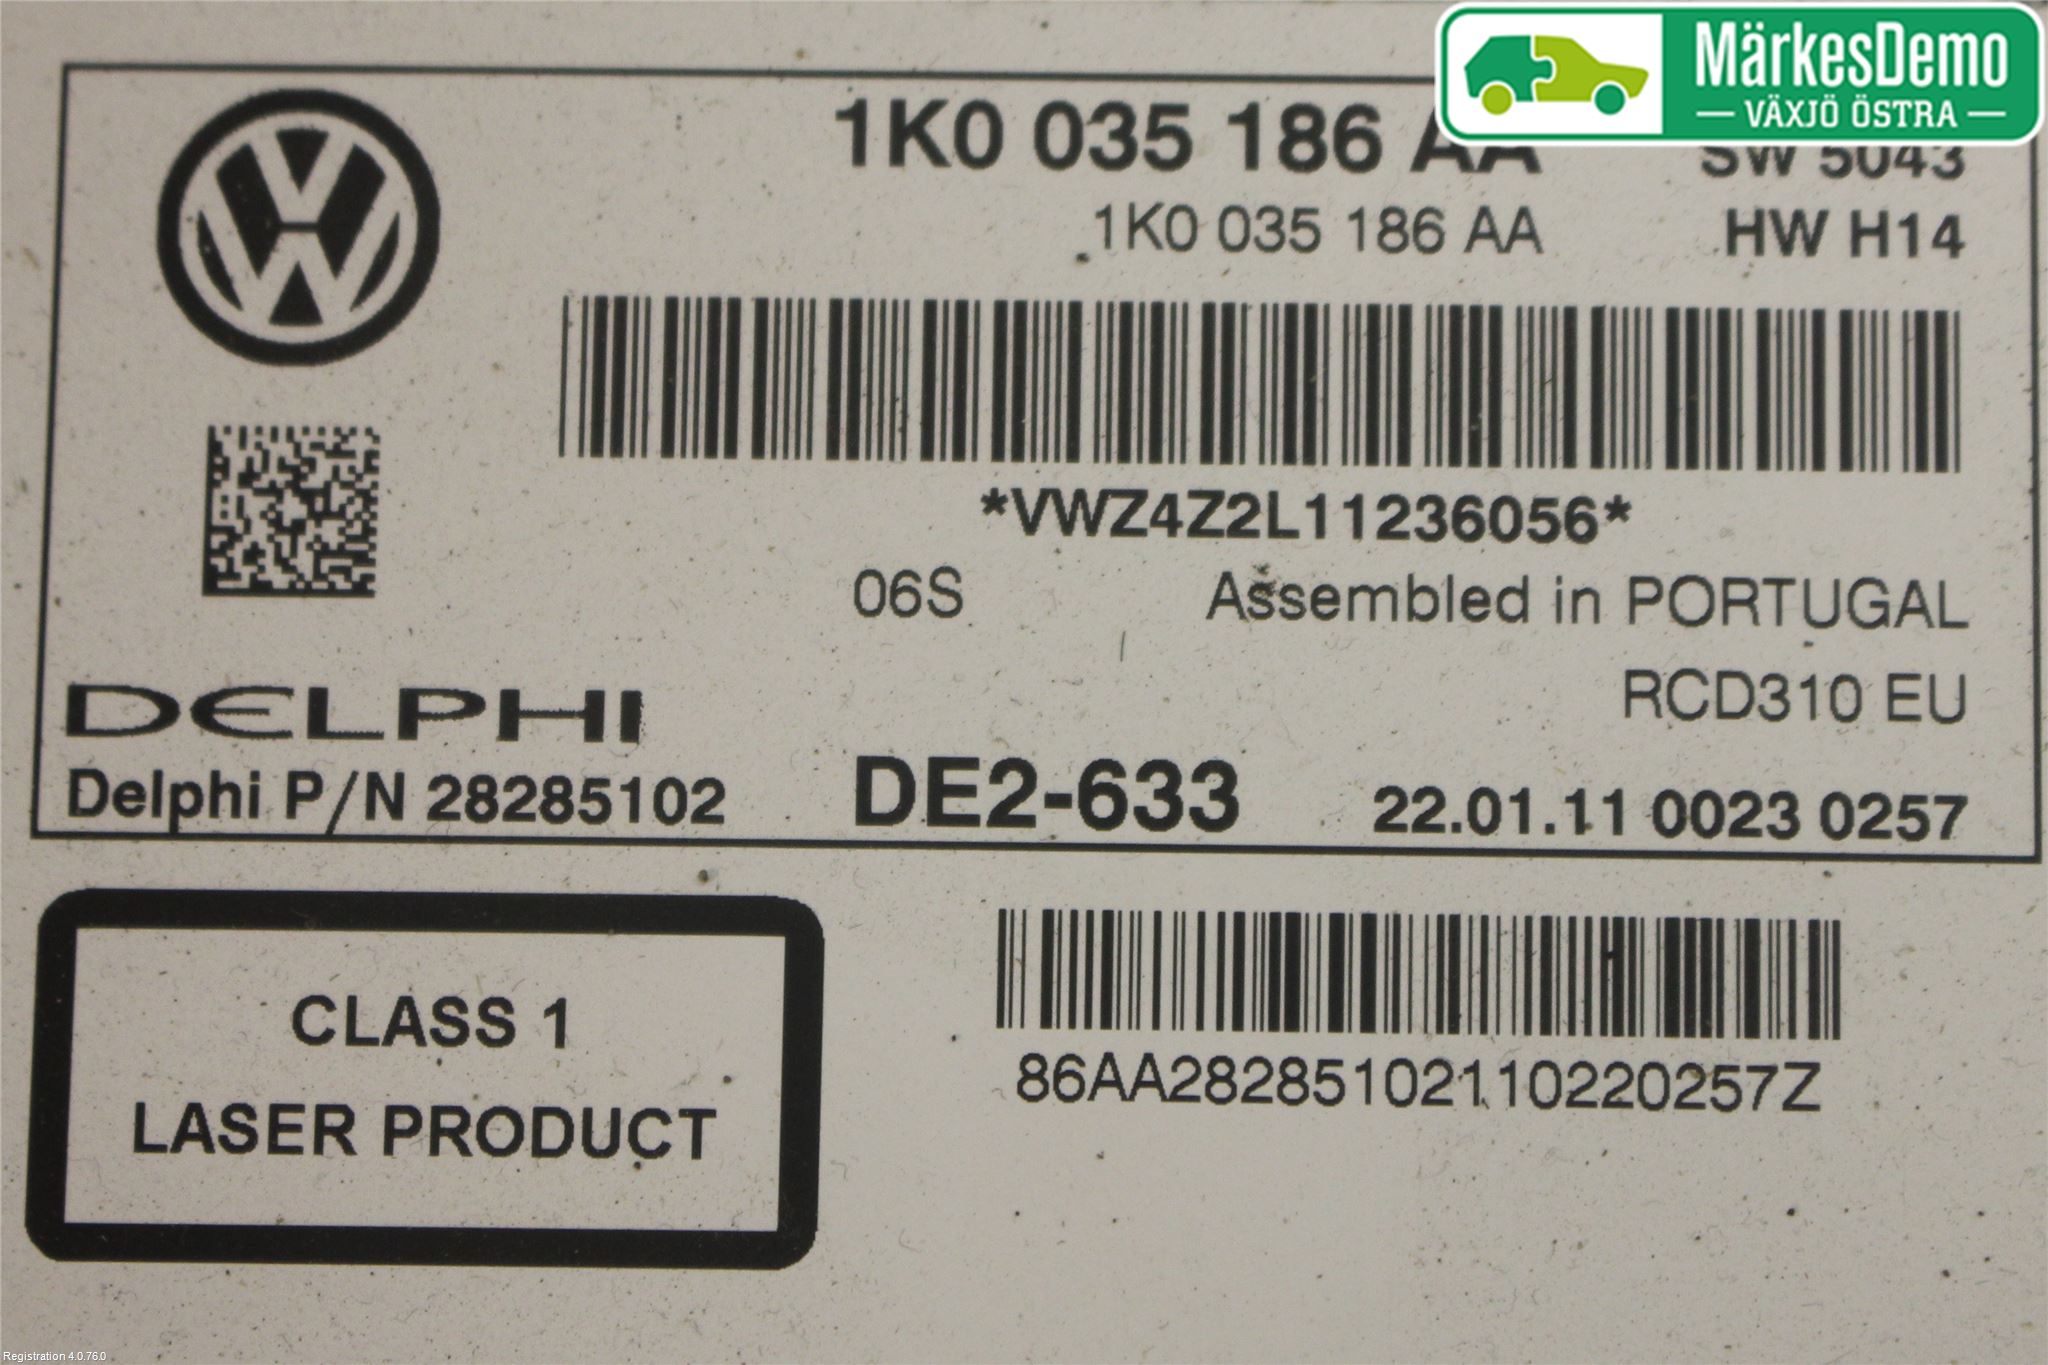 MärkesDemo
VÄXJÖ ÖSTRA
1K0 035 186 AA SW 5043
1K0 035 186 AA HW H14
*VWZ4Z2L11236056*
06S Assembled in PORTUGAL
RCD310 EU
DELPHI
Delphi P/N 28285102 DE2-633 22.01.11 0023 0257
CLASS 1
LASER PRODUCT
86AA28285102110220257Z
Registration 4.0.76.0